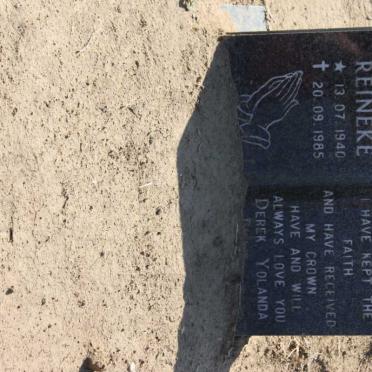 REINEKE
★ 13.07.1940
✝ 20.09.1985
I HAVE KEPT THE
FAITH
AND HAVE RECEIVED
MY CROWN
HAVE AND WILL
ALWAYS LOVE YOU
DEREK YOLANDA